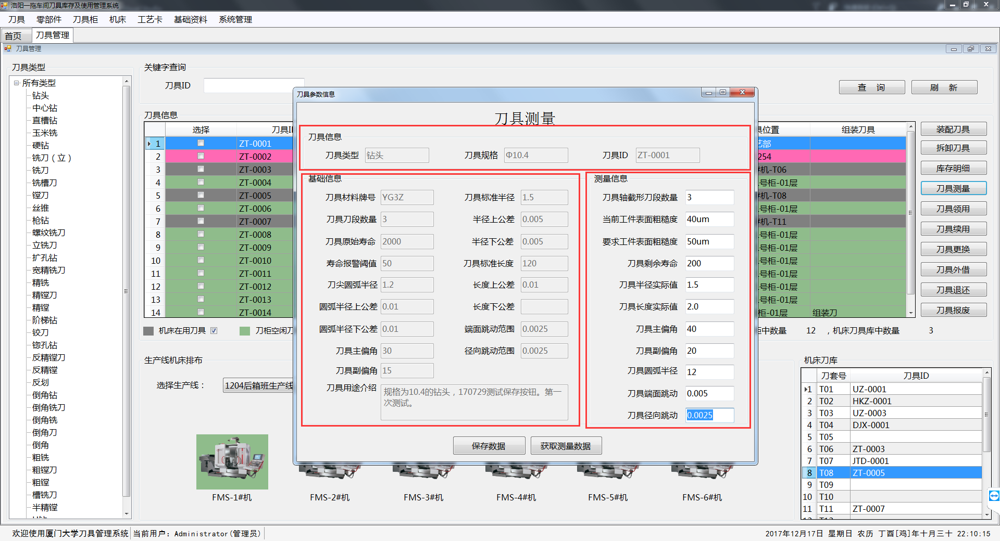 洛阳一拖车间刀具库存及使用管理系统
刀具 零部件 刀具柜 机床 工艺卡 基础资料 系统管理
首页 刀具管理
刀具管理
刀具类型
所有类型
钻头
中心钻
直槽钻
玉米铣
硬钻
铣刀（立）
铣刀
铣槽刀
镗刀
丝锥
枪钻
螺纹铣刀
立铣刀
扩孔钻
宽精铣刀
精铣
精镗刀
精镗
阶梯钻
铰刀
锪孔钻
反精镗刀
反精镗
反划
倒角钻
倒角铣刀
倒角铣
倒角刀
倒角
粗铣
粗镗刀
粗镗
槽铣刀
半精镗
关键字查询
刀具ID
查 询 刷 新
刀具信息
选择 刀具I
1 ZT-0001
2 ZT-0002
3 ZT-0003
4 ZT-0004
5 ZT-0005
6 ZT-0006
7 ZT-0007
8 ZT-0008
9 ZT-0009
10 ZT-0010
11 ZT-0011
12 ZT-0012
13 ZT-0013
14 ZT-0014
机床在用刀具 刀柜空闲刀
刀具参数信息
刀具测量
刀具信息
刀具类型 钻头 刀具规格 Φ10.4 刀具ID ZT-0001
基础信息
刀具材料牌号 YG3Z 刀具标准半径 1.5
刀具刀段数量 3 半径上公差 0.005
刀具原始寿命 2000 半径下公差 0.005
寿命报警阈值 50 刀具标准长度 120
刀尖圆弧半径 1.2 长度上公差 0.01
圆弧半径上公差 0.01 长度下公差
圆弧半径下公差 0.01 端面跳动范围 0.0025
刀具主偏角 30 径向跳动范围 0.0025
刀具副偏角 15
刀具用途介绍 规格为10.4的钻头，170729测试保存按钮。第一
次测试。
测量信息
刀具轴截形刀段数量 3
当前工件表面粗糙度 40um
要求工件表面粗糙度 50um
刀具剩余寿命 200
刀具半径实际值 1.5
刀具长度实际值 2.0
刀具主偏角 40
刀具副偏角 20
刀具圆弧半径 12
刀具端面跳动 0.005
刀具径向跳动 0.0025
保存数据 获取测量数据
具位置 组装刀具
艺部
254
#机-T06
号柜-01层
#机-T08
号柜-01层
#机-T11
号柜-01层
号柜-01层
号柜-01层
号柜-01层
号柜-01层
号柜-01层
柜-01层 组装刀
柜中数量 12 ，机床刀具库中数量 3
装配刀具
拆卸刀具
库存明细
刀具测量
刀具领用
刀具续用
刀具更换
刀具外借
刀具退还
刀具报废
生产线机床排布
选择生产线： 1204后箱班生产线
FMS-1#机 FMS-2#机 FMS-3#机 FMS-4#机 FMS-5#机 FMS-6#机
机床刀库
刀套号 刀具ID
1 T01 UZ-0001
2 T02 HKZ-0001
3 T03 UZ-0003
4 T04 DJX-0001
5 T05
6 T06 ZT-0003
7 T07 JTD-0001
8 T08 ZT-0005
9 T09
10 T10
11 T11 ZT-0007
欢迎使用厦门大学刀具管理系统 当前用户：Administrator(管理员)
2017年12月17日 星期日 农历 丁酉[鸡]年十月三十 22:10:15